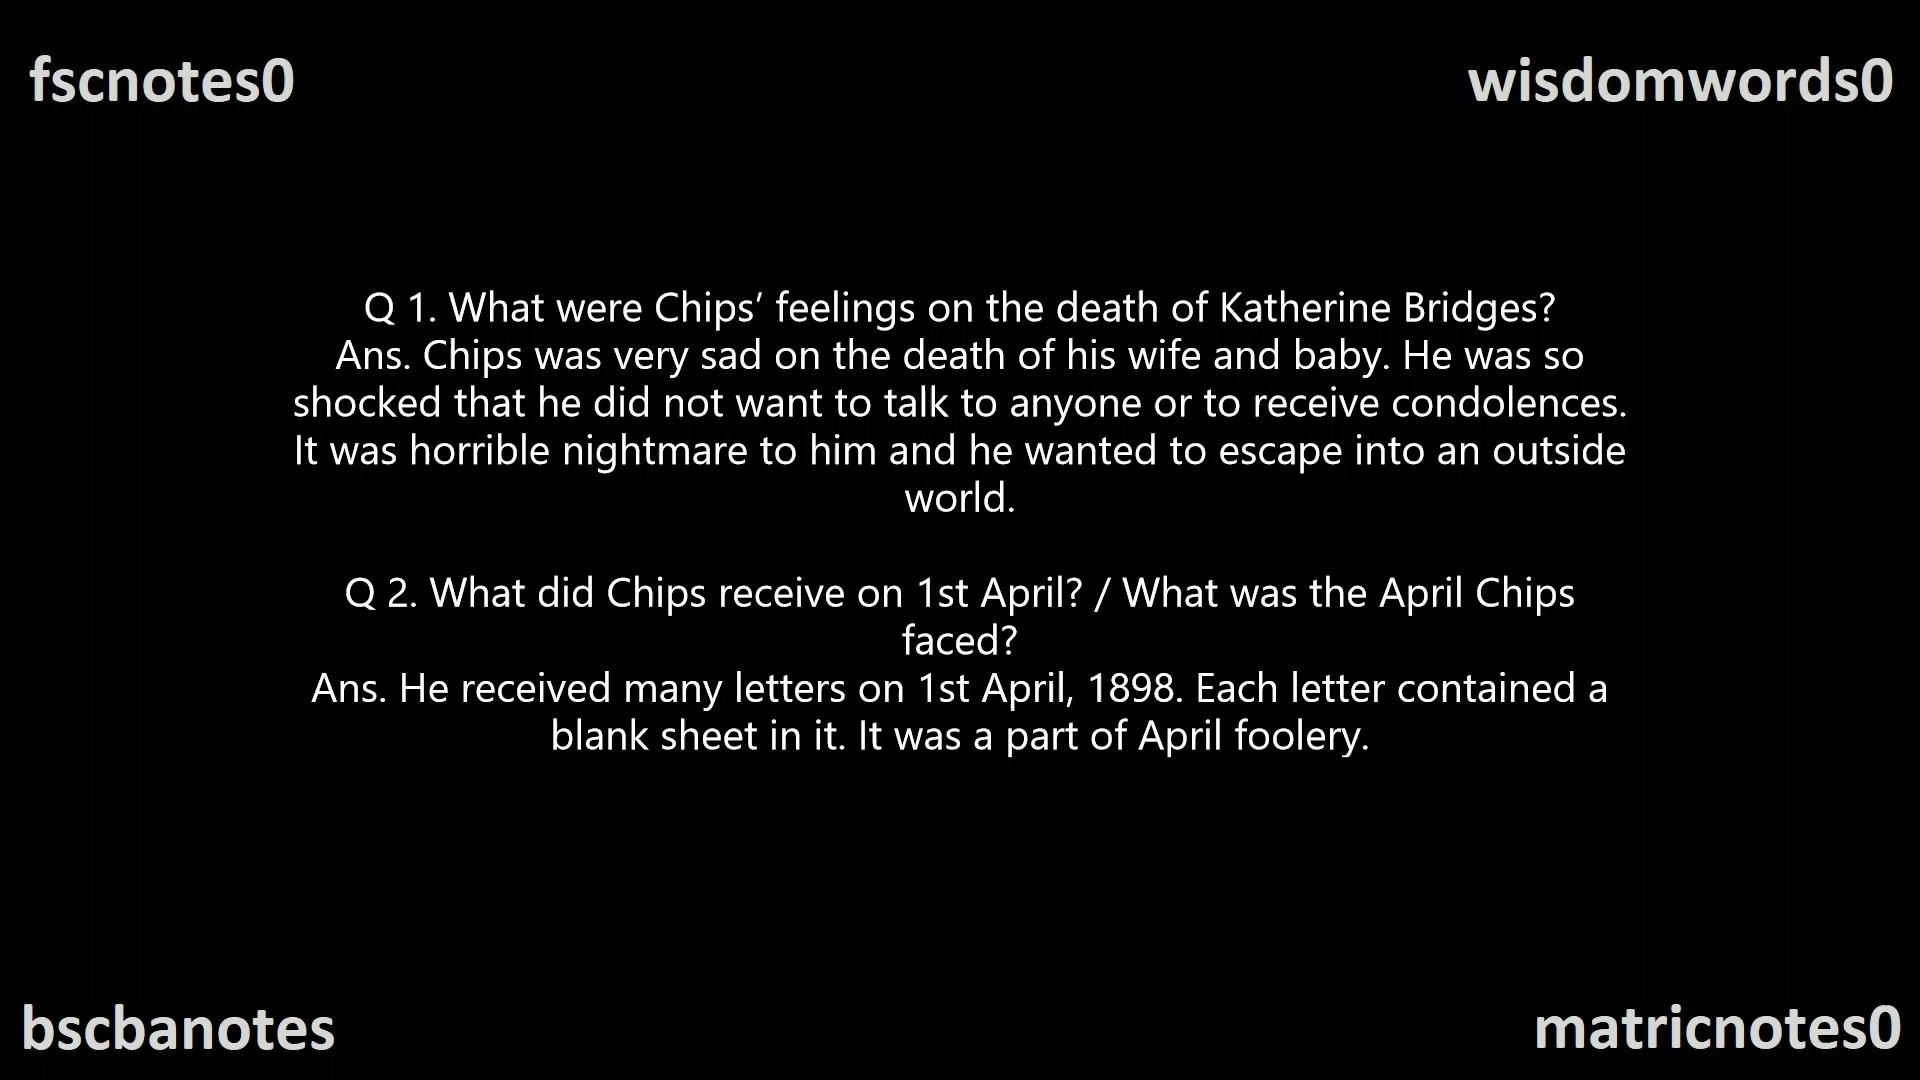 fscnotes0
wisdomwords0
Q 1. What were Chips’ feelings on the death of Katherine Bridges?
Ans. Chips was very sad on the death of his wife and baby. He was so
shocked that he did not want to talk to anyone or to receive condolences.
It was horrible nightmare to him and he wanted to escape into an outside
world.
Q 2. What did Chips receive on 1st April? / What was the April Chips
faced?
Ans. He received many letters on 1st April, 1898. Each letter contained a
blank sheet in it. It was a part of April foolery.
bscbanotes
matricnotes0